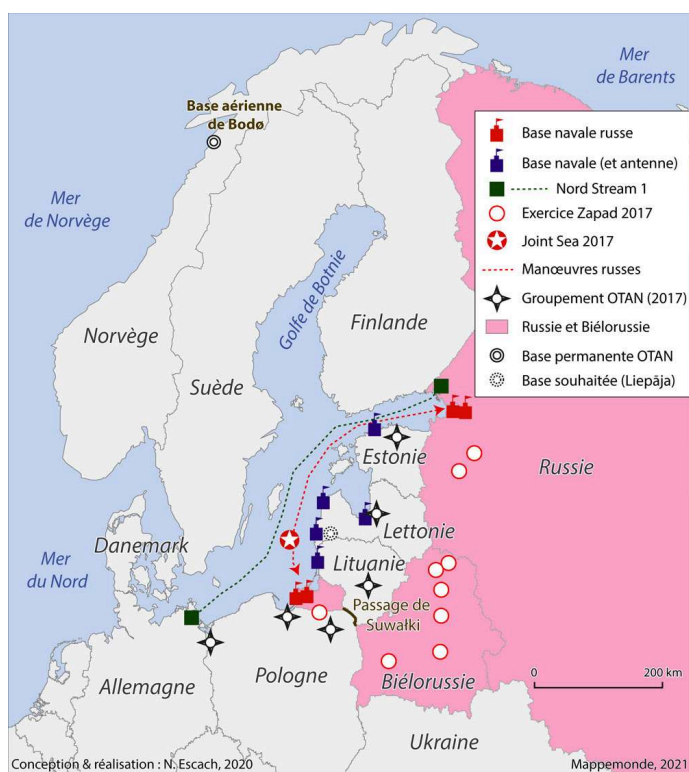 Mer
de Barents
Base aérienne
de Bodø
Mer
de Norvège
Base navale russe
Base navale (et antenne)
Nord Stream 1
Exercice Zapad 2017
Joint Sea 2017
Manœuvres russes
Groupement OTAN (2017)
Russie et Biélorussie
Base permanente OTAN
Base souhaitée (Liepāja)
Golfe de Botnie
Norvège
Finlande
Suède
Estonie
Russie
Lettonie
Danemark
Mer
du Nord
Lituanie
Passage de
Suwałki
Pologne
Allemagne
Biélorussie
0 200 km
Ukraine
Conception & réalisation : N. Escach, 2020
Mappemonde, 2021